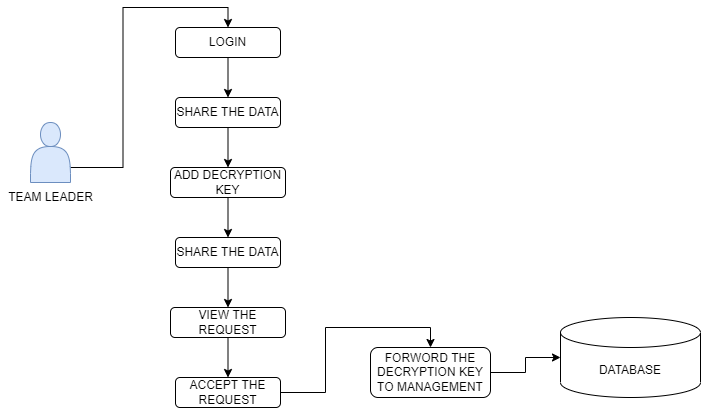 LOGIN
SHARE THE DATA
ADD DECRYPTION
KEY
TEAM LEADER
SHARE THE DATA
VIEW THE
REQUEST
ACCEPT THE
REQUEST
FORWORD THE
DECRYPTION KEY
TO MANAGEMENT
DATABASE